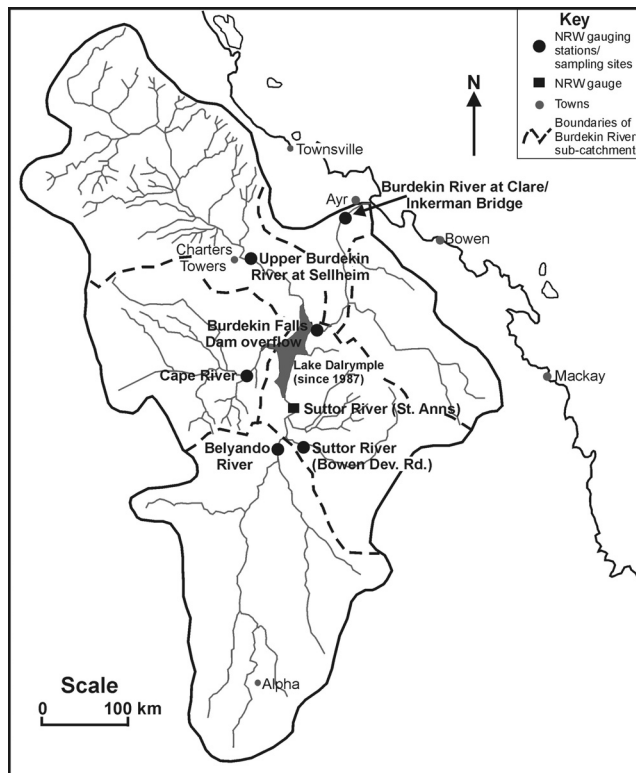 Key
NRW gauging
stations/
sampling sites
NRW gauge
Towns
Boundaries of
Burdekin River
sub-catchment
N
Townsville
Ayr
Burdekin River at Clare/
Inkerman Bridge
Bowen
Charters
Towers
Upper Burdekin
River at Sellheim
Burdekin Falls
Dam overflow
Lake Dalrymple
(since 1987)
Cape River
Mackay
Suttor River (St. Anns)
Belyando
River
Suttor River
(Bowen Dev. Rd.)
Alpha
Scale
0 100 km